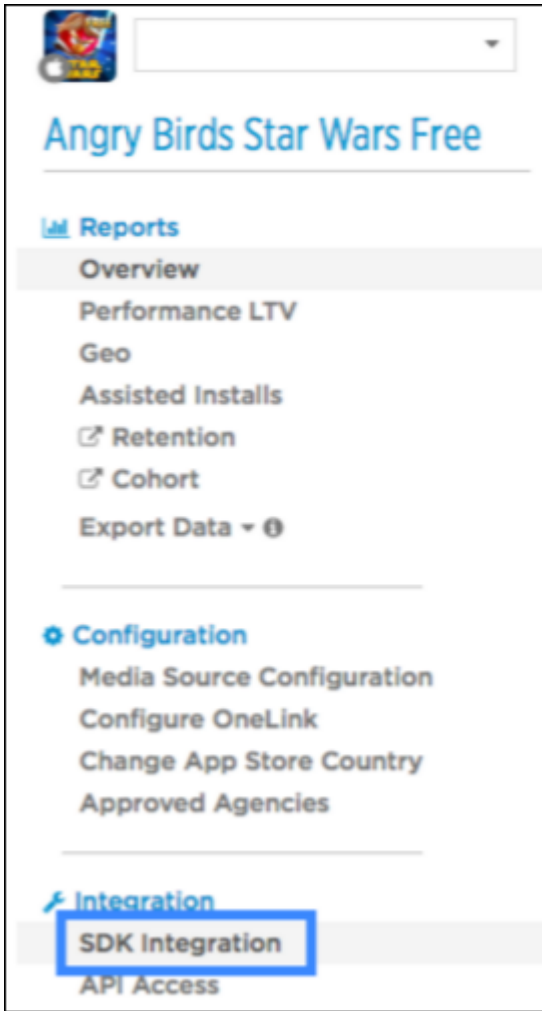 Angry Birds Star Wars Free
Reports
Overview
Performance LTV
Geo
Assisted Installs
Retention
Cohort
Export Data
Configuration
Media Source Configuration
Configure OneLink
Change App Store Country
Approved Agencies
Integration
SDK Integration
API Access